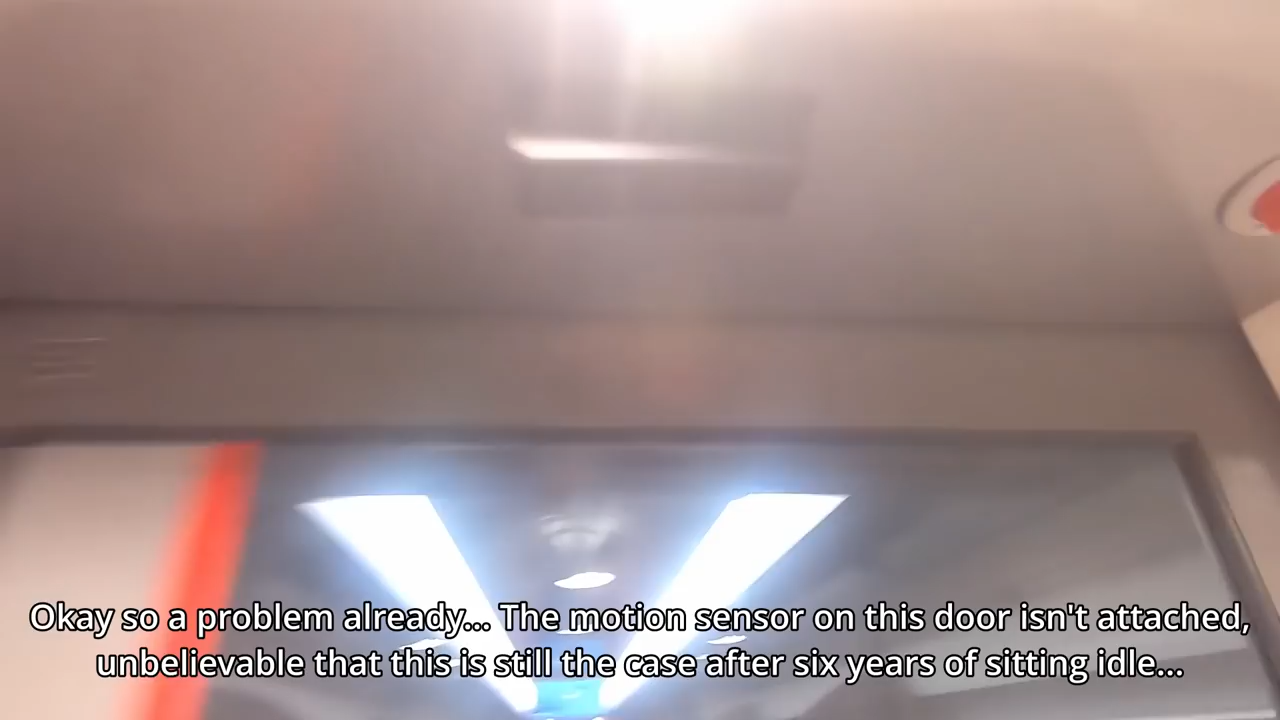 Okay so a problem already... The motion sensor on this door isn't attached,
unbelievable that this is still the case after six years of sitting idle...